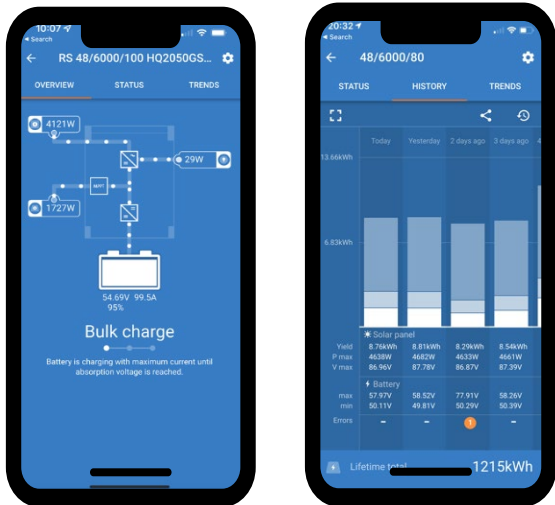 10:07
Search
RS 48/6000/100 HQ2050GS...
OVERVIEW STATUS TRENDS
4121W
29W
MPPT
1727W
54.69V 99.5A
95%
Bulk charge
Battery is charging with maximum current until
absorption voltage is reached.
20:32
Search
48/6000/80
STATUS HISTORY TRENDS
Today Yesterday 2 days ago 3 days ago 4
13.66kWh
6.83kWh
Solar panel
Yield 8.76kWh 8.81kWh 8.29kWh 8.54kWh
P max 4638W 4682W 4633W 4661W
V max 86.96V 87.78V 86.87V 87.39V
Battery
max 57.97V 58.52V 77.91V 58.26V
min 50.11V 49.81V 50.29V 50.39V
Errors – – 1 –
Lifetime total 1215kWh